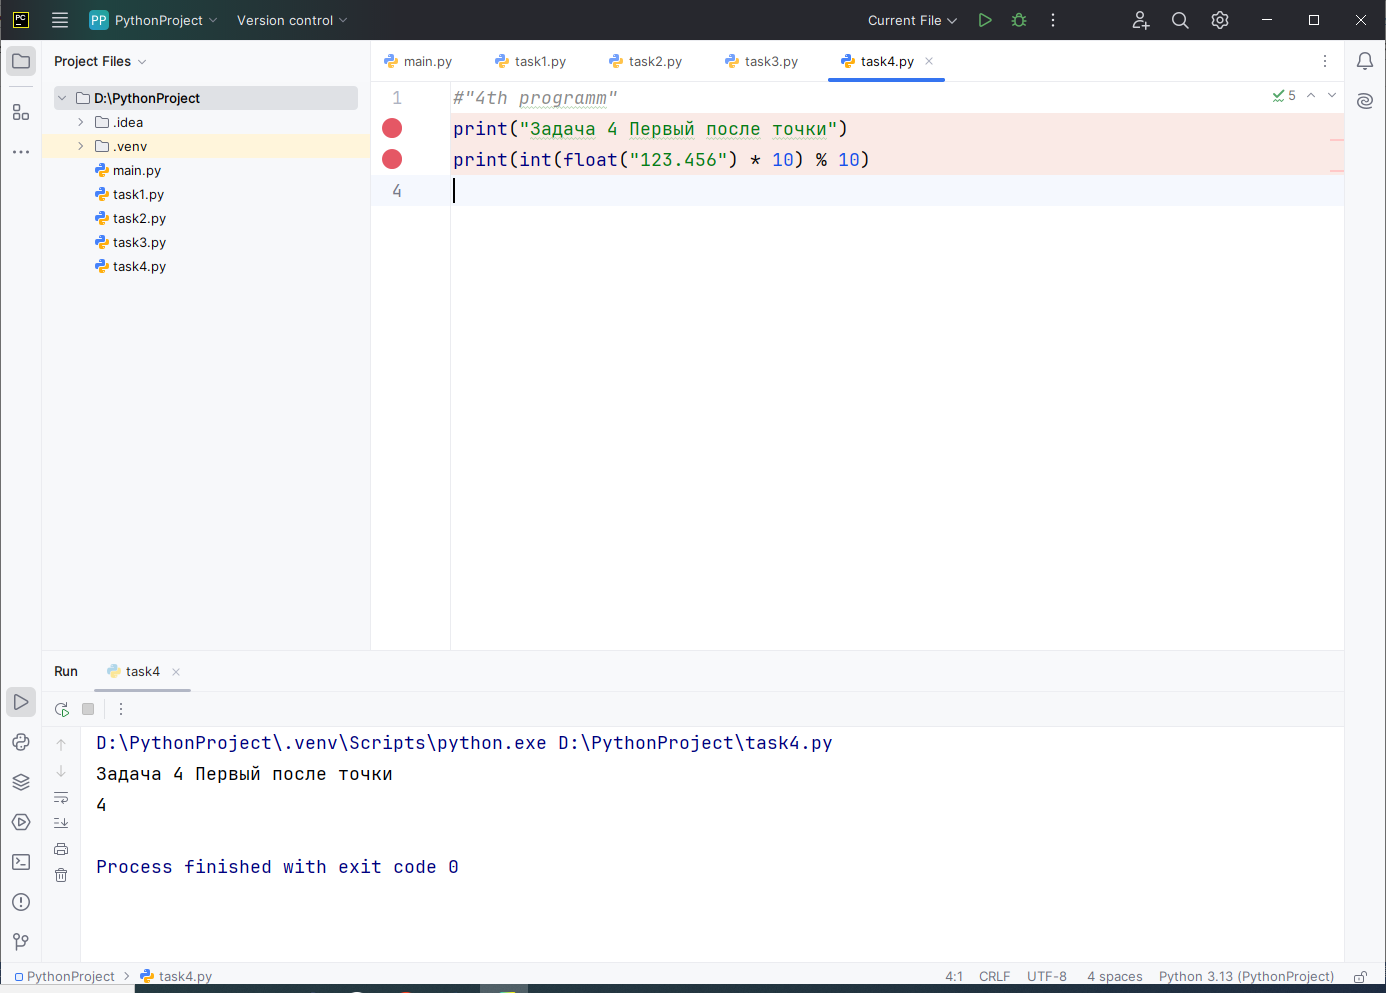 PC
PP PythonProject Version control Current File
Project Files
main.py task1.py task2.py task3.py task4.py
D:\PythonProject
.idea
.venv
main.py
task1.py
task2.py
task3.py
task4.py
1 #"4th programm" 5
print("Задача 4 Первый после точки")
print(int(float("123.456") * 10) % 10)
4
Run task4
D:\PythonProject\.venv\Scripts\python.exe D:\PythonProject\task4.py
Задача 4 Первый после точки
4
Process finished with exit code 0
PythonProject > task4.py 4:1 CRLF UTF-8 4 spaces Python 3.13 (PythonProject)